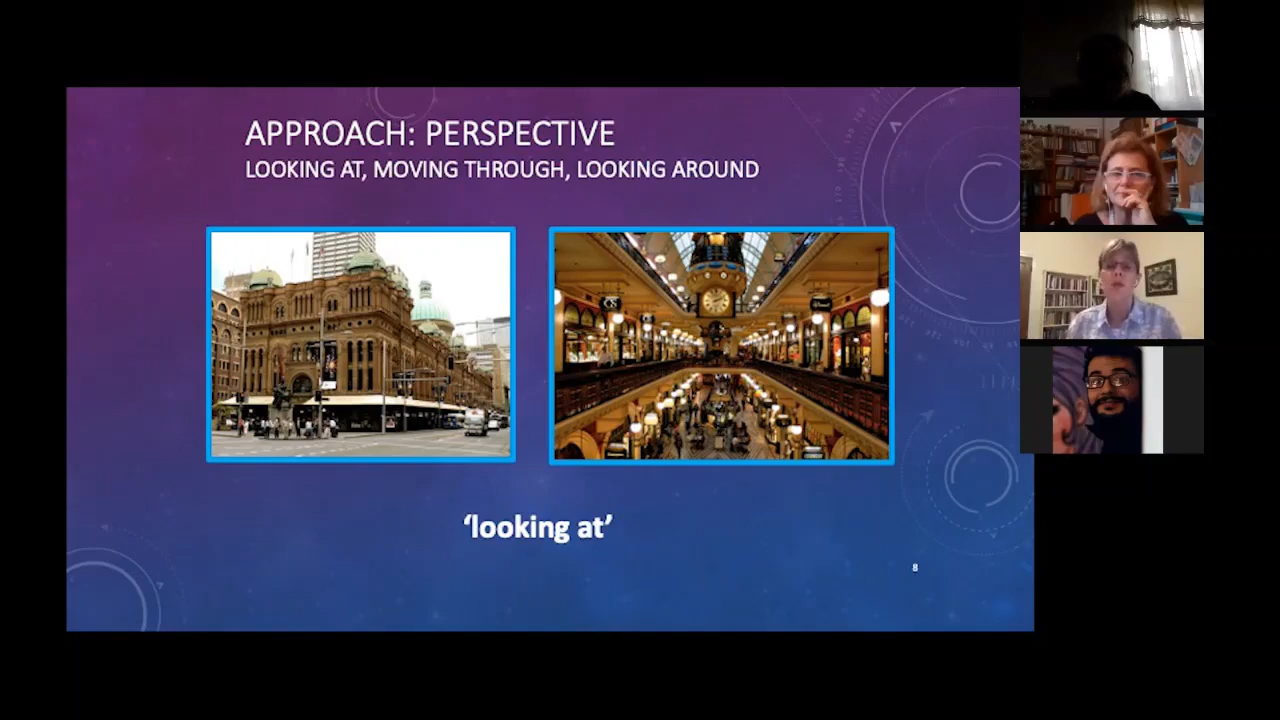 APPROACH: PERSPECTIVE
LOOKING AT, MOVING THROUGH, LOOKING AROUND
‘looking at’
8